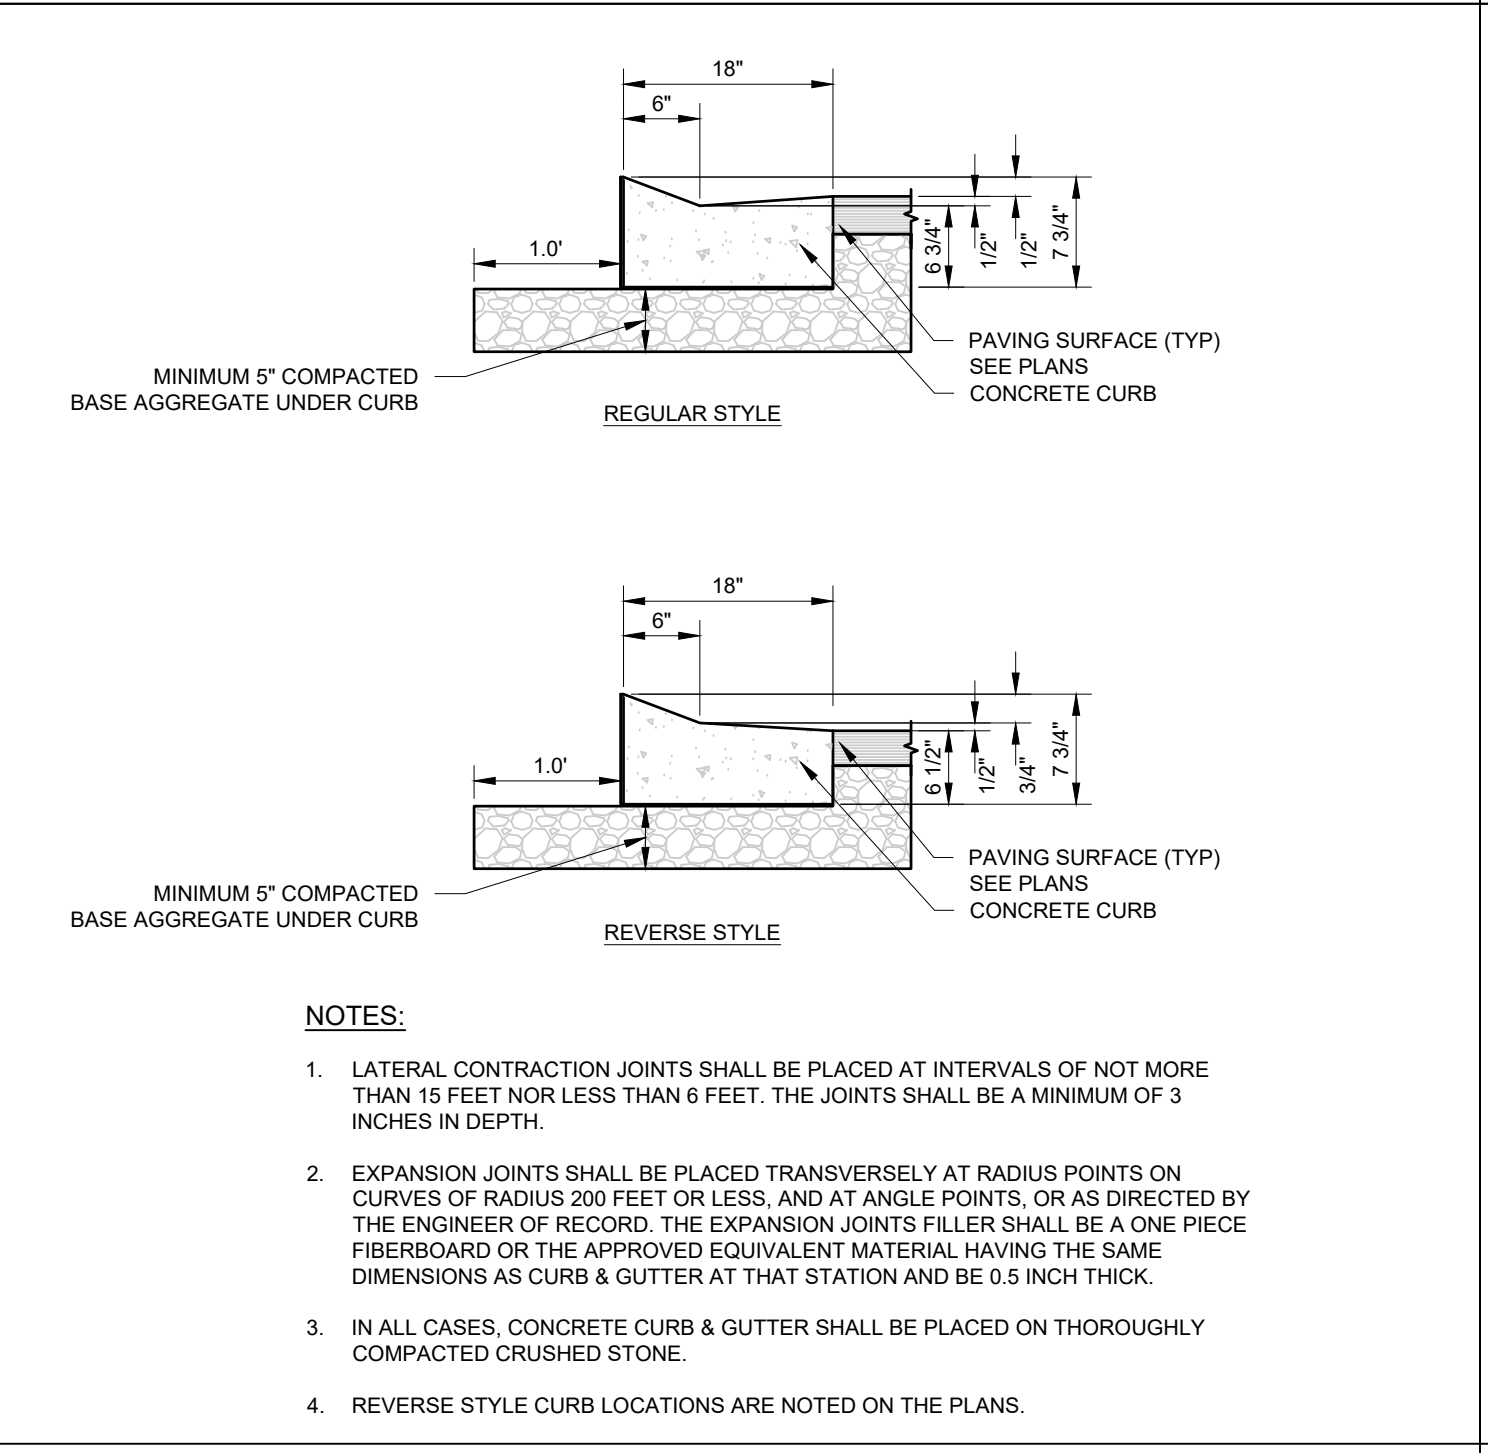 18"
6"
1.0'
6 3/4"
1/2"
1/2"
7 3/4"
PAVING SURFACE (TYP)
SEE PLANS
CONCRETE CURB
MINIMUM 5" COMPACTED
BASE AGGREGATE UNDER CURB
REGULAR STYLE
18"
6"
1.0'
6 1/2"
1/2"
3/4"
7 3/4"
PAVING SURFACE (TYP)
SEE PLANS
CONCRETE CURB
MINIMUM 5" COMPACTED
BASE AGGREGATE UNDER CURB
REVERSE STYLE
NOTES:
1. LATERAL CONTRACTION JOINTS SHALL BE PLACED AT INTERVALS OF NOT MORE
THAN 15 FEET NOR LESS THAN 6 FEET. THE JOINTS SHALL BE A MINIMUM OF 3
INCHES IN DEPTH.
2. EXPANSION JOINTS SHALL BE PLACED TRANSVERSELY AT RADIUS POINTS ON
CURVES OF RADIUS 200 FEET OR LESS, AND AT ANGLE POINTS, OR AS DIRECTED BY
THE ENGINEER OF RECORD. THE EXPANSION JOINTS FILLER SHALL BE A ONE PIECE
FIBERBOARD OR THE APPROVED EQUIVALENT MATERIAL HAVING THE SAME
DIMENSIONS AS CURB & GUTTER AT THAT STATION AND BE 0.5 INCH THICK.
3. IN ALL CASES, CONCRETE CURB & GUTTER SHALL BE PLACED ON THOROUGHLY
COMPACTED CRUSHED STONE.
4. REVERSE STYLE CURB LOCATIONS ARE NOTED ON THE PLANS.